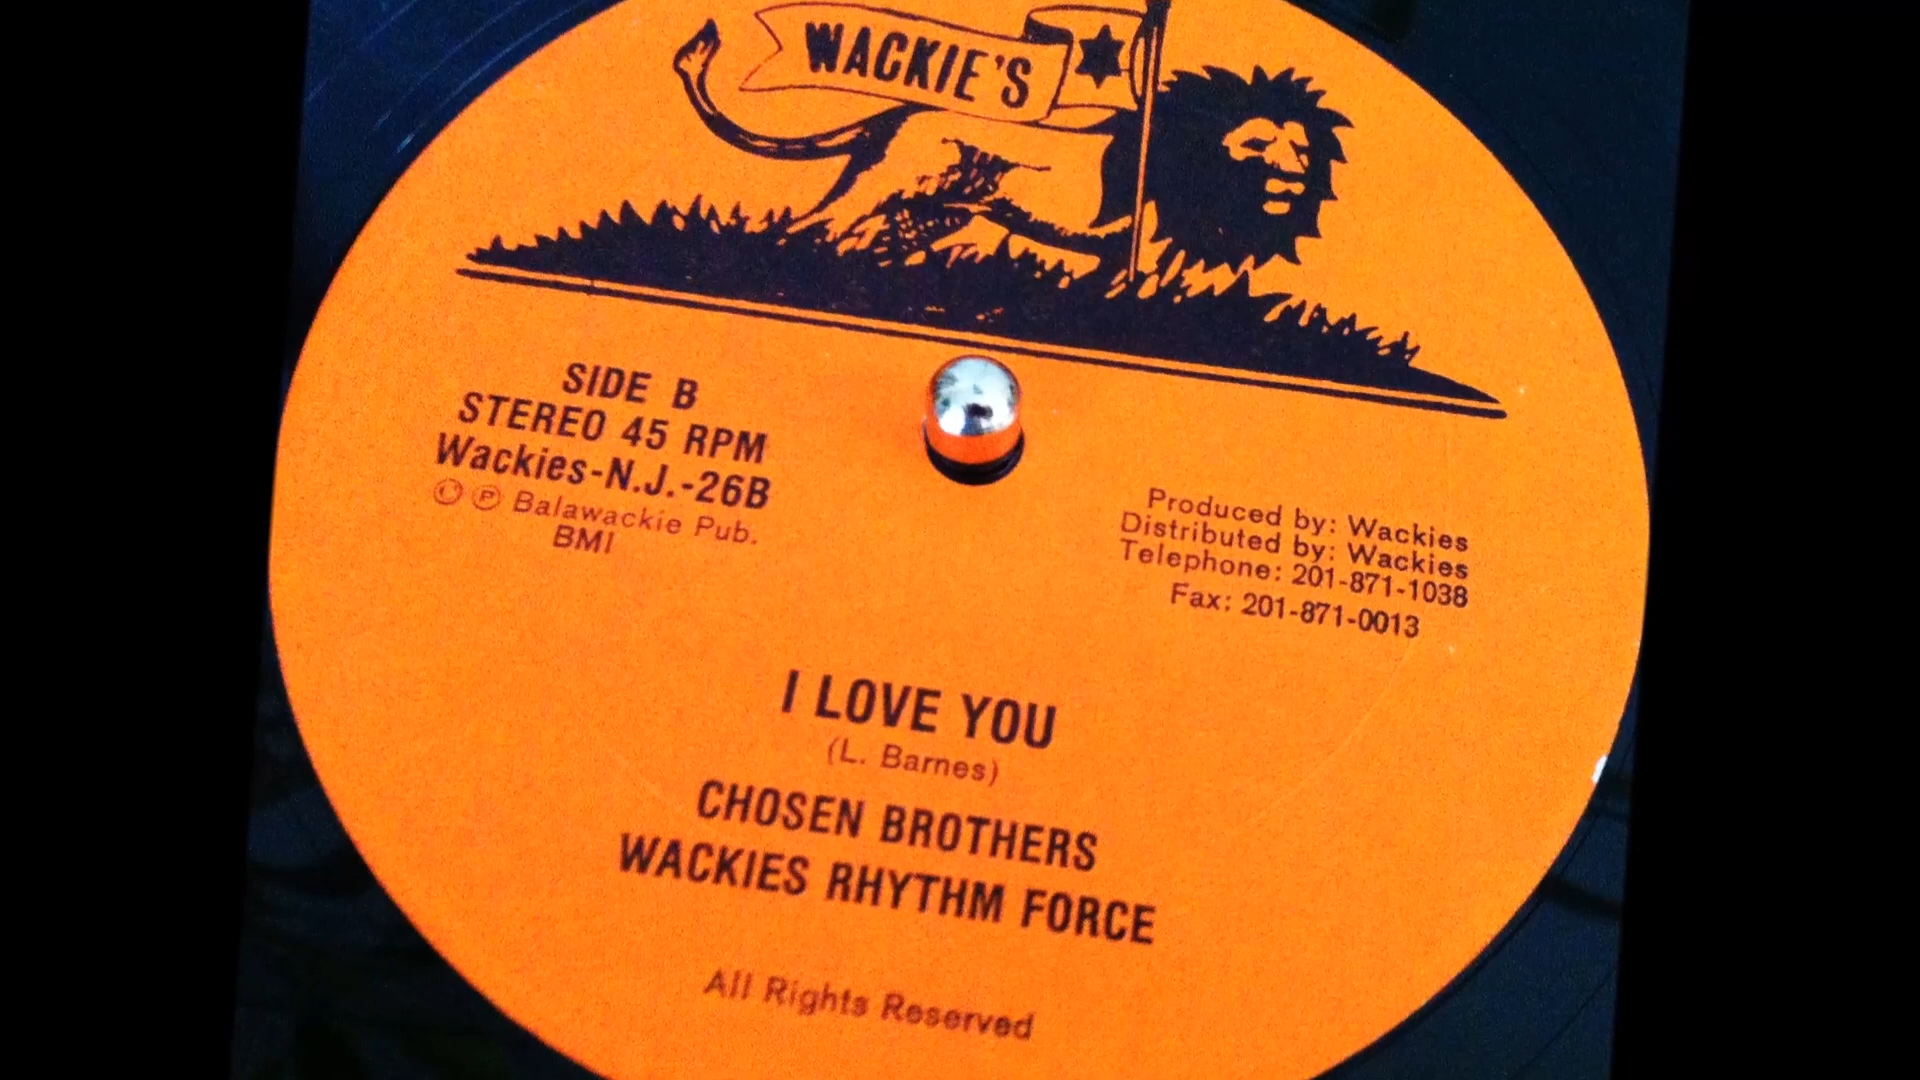 WACKIE'S
SIDE B
STEREO 45 RPM
Wackies-N.J.-26B
© ℗ Balawackie Pub.
BMI
Produced by: Wackies
Distributed by: Wackies
Telephone: 201-871-1038
Fax: 201-871-0013
I LOVE YOU
(L. Barnes)
CHOSEN BROTHERS
WACKIES RHYTHM FORCE
All Rights Reserved